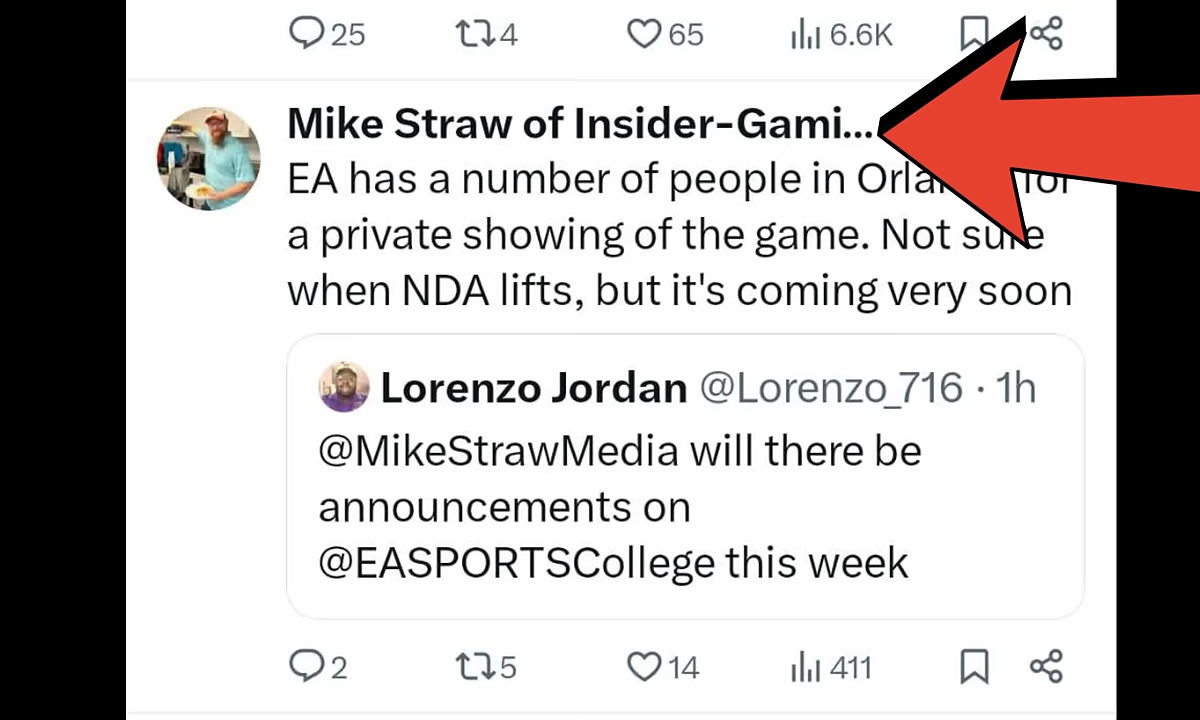 25 4 65 6.6K
Mike Straw of Insider-Gami...
EA has a number of people in for
a private showing of the game. Not sure
when NDA lifts, but it's coming very soon
Lorenzo Jordan @Lorenzo_716 · 1h
@MikeStrawMedia will there be
announcements on
@EASPORTSCollege this week
2 5 14 411